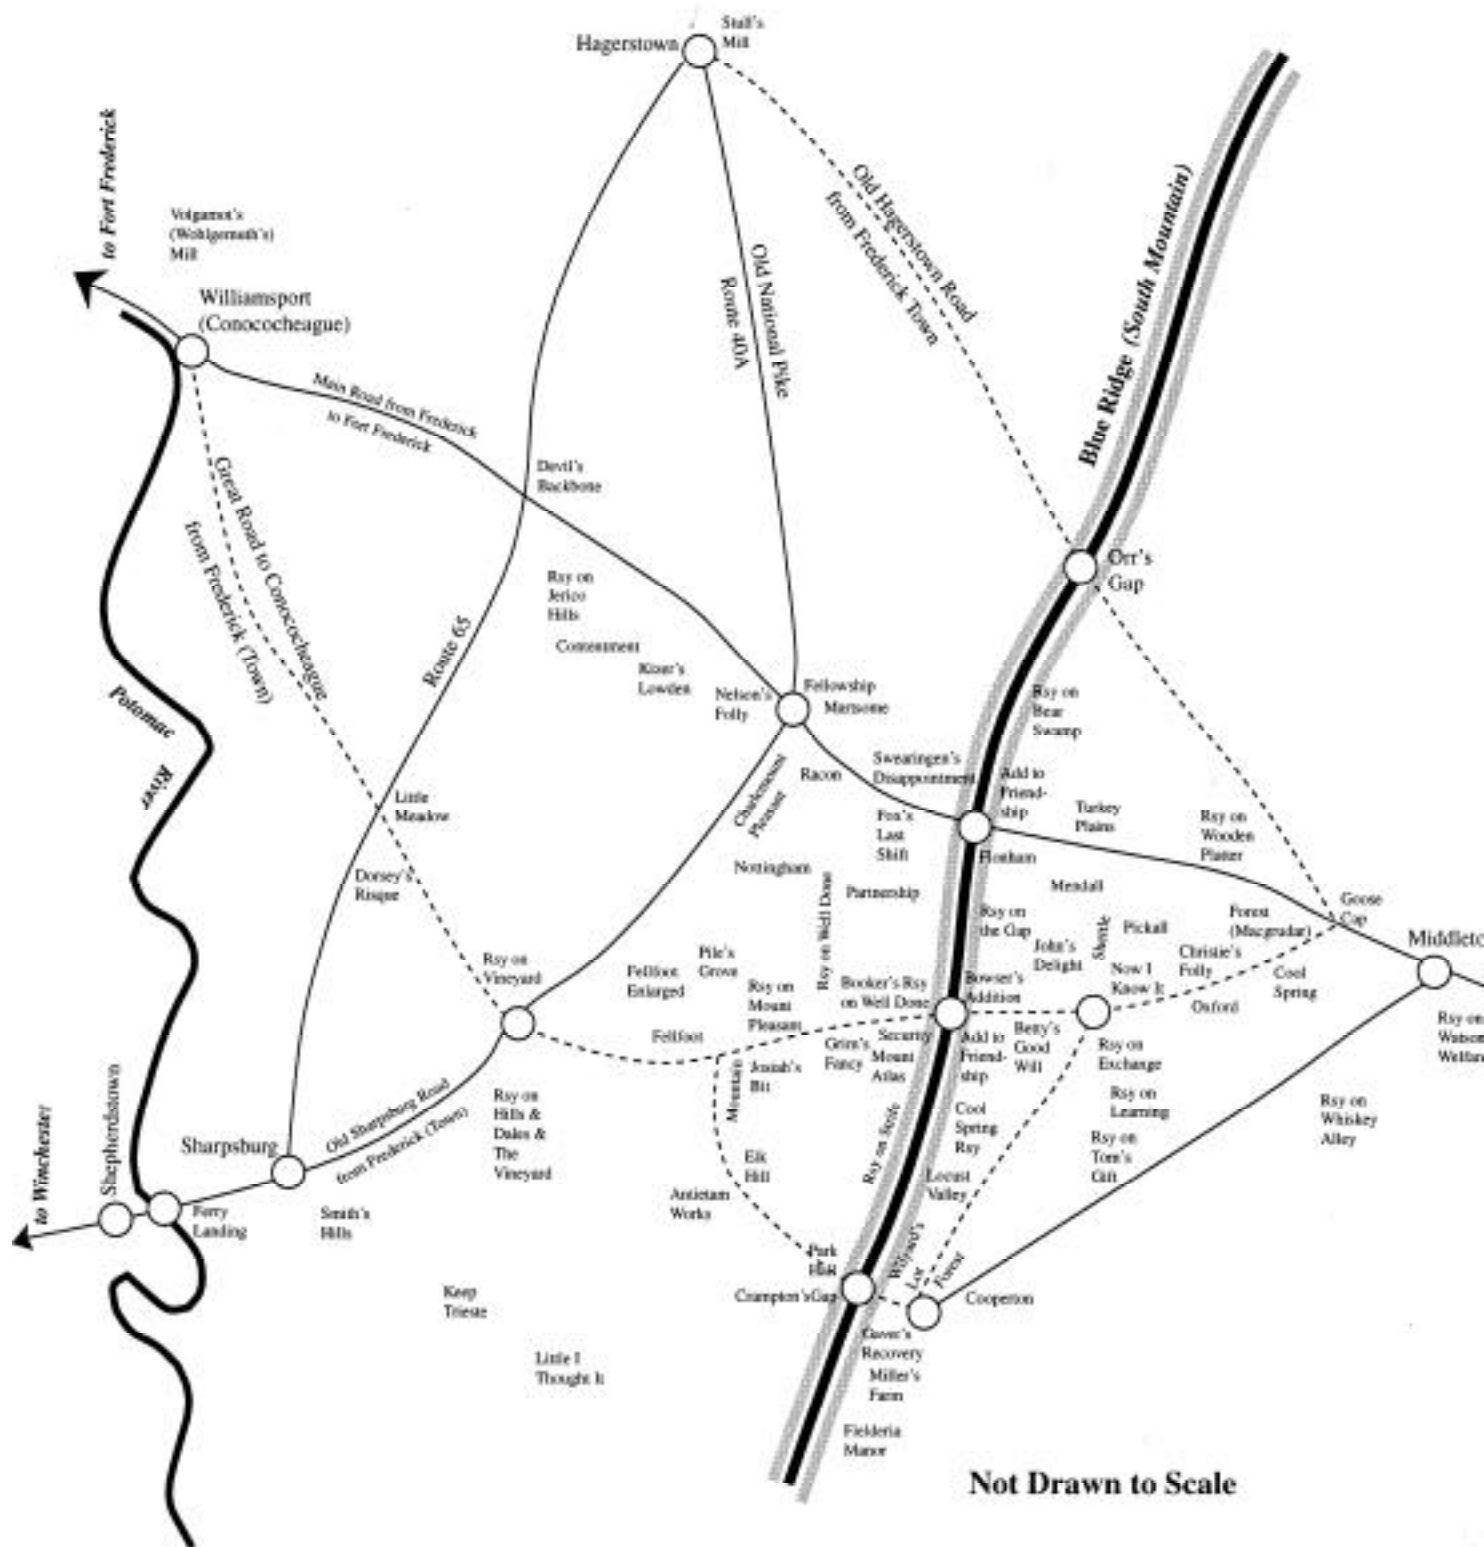 Stull's
Mill
Hagerstown
to Fort Frederick
Volgamot's
(Wohlgemuth's)
Mill
Williamsport
(Conococheague)
Old Hagerstown Road
from Frederick Town
Blue Ridge (South Mountain)
Old National Pike
Route 40A
Main Road from Frederick
to Fort Frederick
Great Road to Conococheague
from Frederick (Town)
Devil's
Backbone
Orr's
Gap
Rsy on
Jerico
Hills
Contentment
Route 65
Nelson's
Folly
Fellowship
Rsy on
Bear
Swamp
Potomac
River
Racon
Swearingen's
Disappointment
Add to
Friend-
ship
Little
Meadow
Charlemount
Pleasant
Fox's
Last
Shift
Turkey
Plains
Rsy on
Wooden
Platter
Flonham
Nottingham
Dorsey's
Risque
Partnership
Mendall
Rsy on Well Done
Goose
Cap
Rsy on
the Gap
John's
Delight
Pickall
Forest
(Macgrudar)
Middletc
Rsy on
Vineyard
Fellfoot
Enlarged
Pile's
Grove
Rsy on
Mount
Pleasant
Booker's Rsy
on Well Done
Bowser's
Addition
Now I
Know It
Christie's
Folly
Cool
Spring
Oxford
Fellfoot
Grim's
Fancy
Security
Mount
Atlas
Add to
Friend-
ship
Betty's
Good
Will
Rsy on
Exchange
Rsy on
Watson
Welfar
Mountain
Josiah's
Bit
Shepherdstown
Sharpsburg
Old Sharpsburg Road
from Frederick (Town)
Rsy on
Hills &
Dales &
The
Vineyard
Cool
Spring
Rsy
Rsy on
Learning
Rsy on
Whiskey
Alley
Rsy on
Tom's
Gift
Elk
Hill
Antietam
Works
Locust
Valley
to Winchester
Ferry
Landing
Smith's
Hills
Park
Hall
Lot
Forest
Crampton'sGap
Cooperton
Keep
Trieste
Gaver's
Recovery
Little I
Thought It
Miller's
Farm
Fielderia
Manor
Not Drawn to Scale